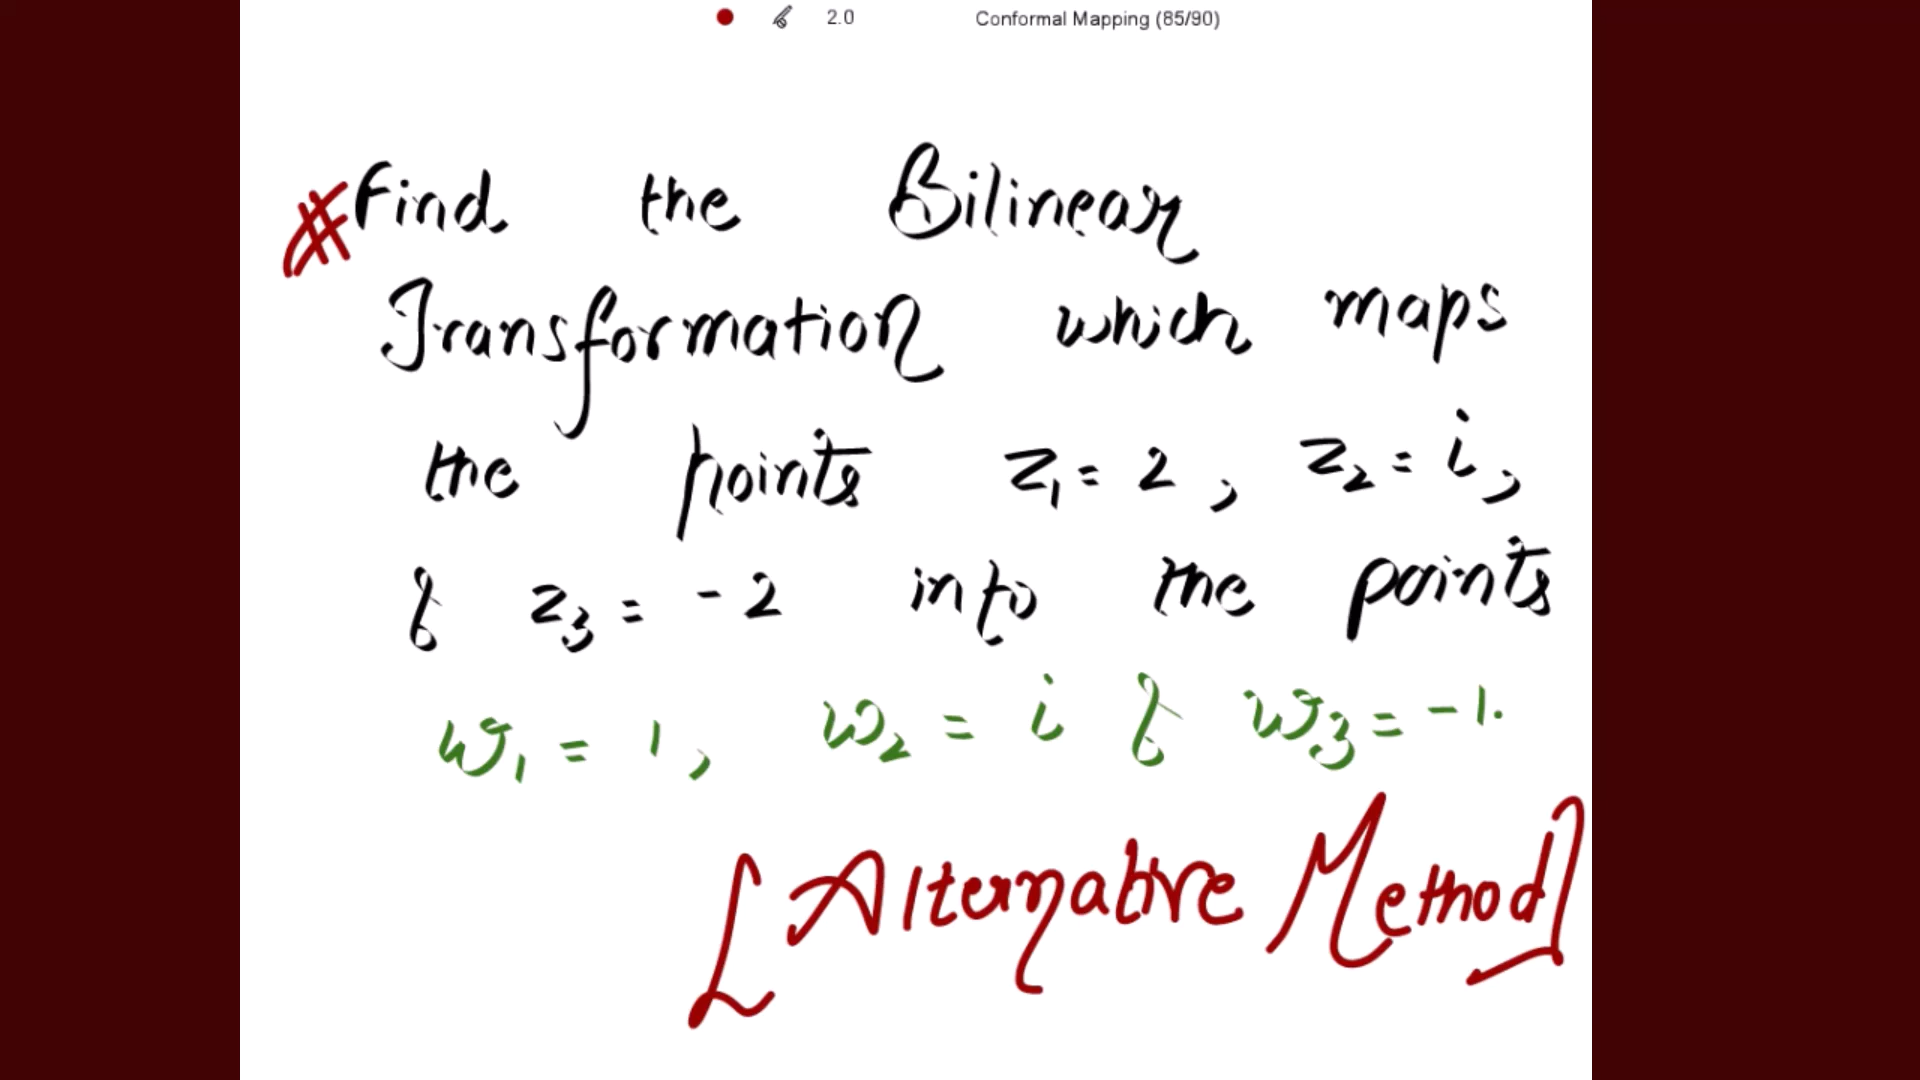 2.0 Conformal Mapping (85/90)
# Find the Bilinear
Transformation which maps
the points z₁ = 2, z₂ = i,
& z₃ = -2 into the points
w₁ = 1, w₂ = i & w₃ = -1.
[Alternative Method]